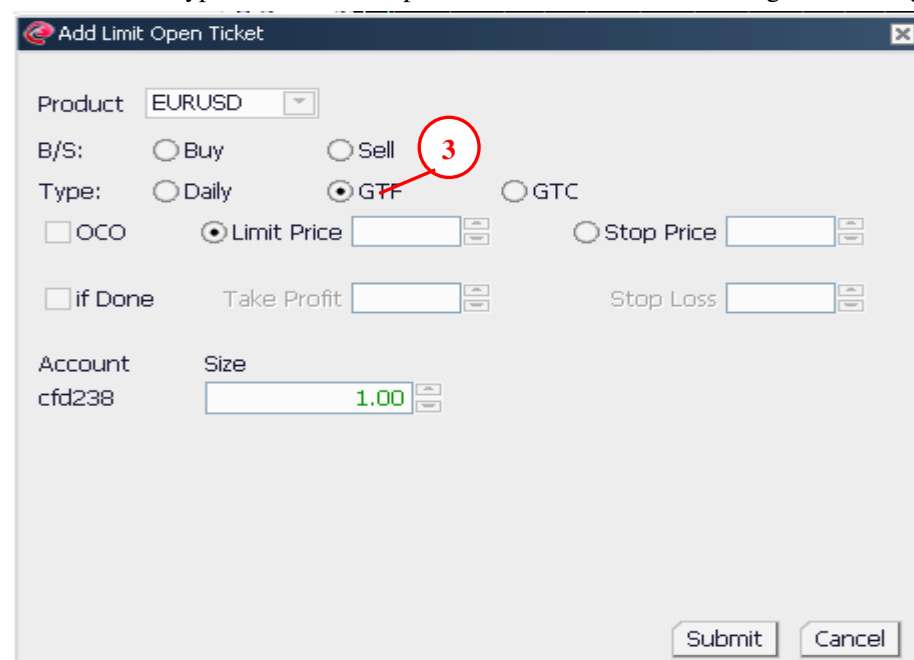 Add Limit Open Ticket
Product EURUSD
B/S: Buy Sell 3
Type: Daily GTF GTC
OCO Limit Price Stop Price
if Done Take Profit Stop Loss
Account Size
cfd238 1.00
Submit Cancel